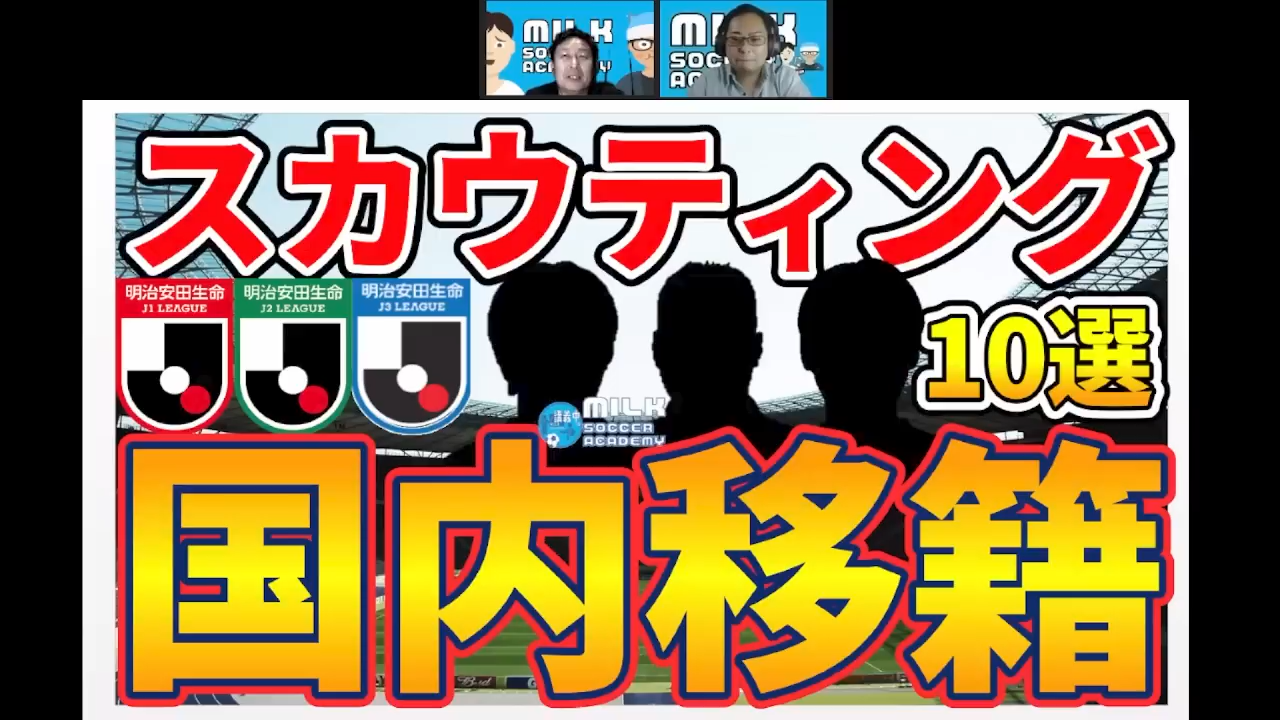 MILK
SOCCER
ACADEMY
MILK
スカウティング
明治安田生命
J1 LEAGUE
明治安田生命
J2 LEAGUE
明治安田生命
J3 LEAGUE
10選
MILK
SOCCER
ACADEMY
国内移籍